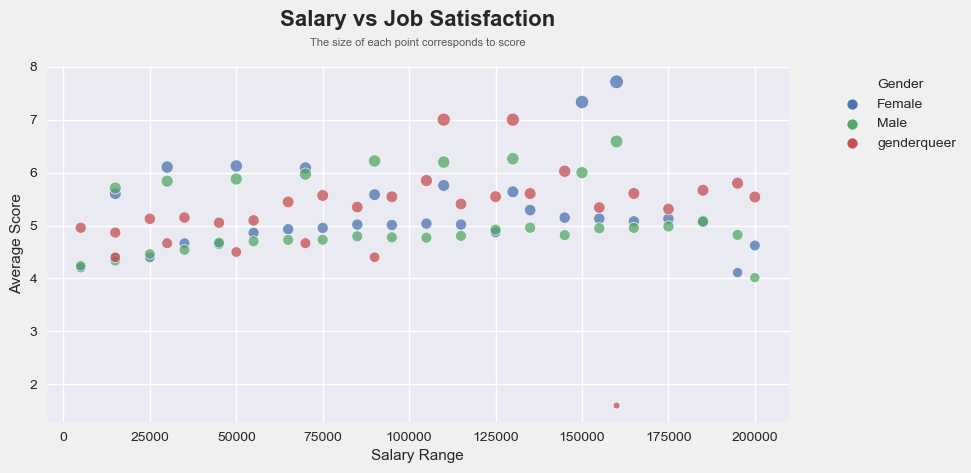 Salary vs Job Satisfaction
The size of each point corresponds to score
8
7
6
5
4
3
2
Average Score
0 25000 50000 75000 100000 125000 150000 175000 200000
Salary Range
Gender
Female
Male
genderqueer